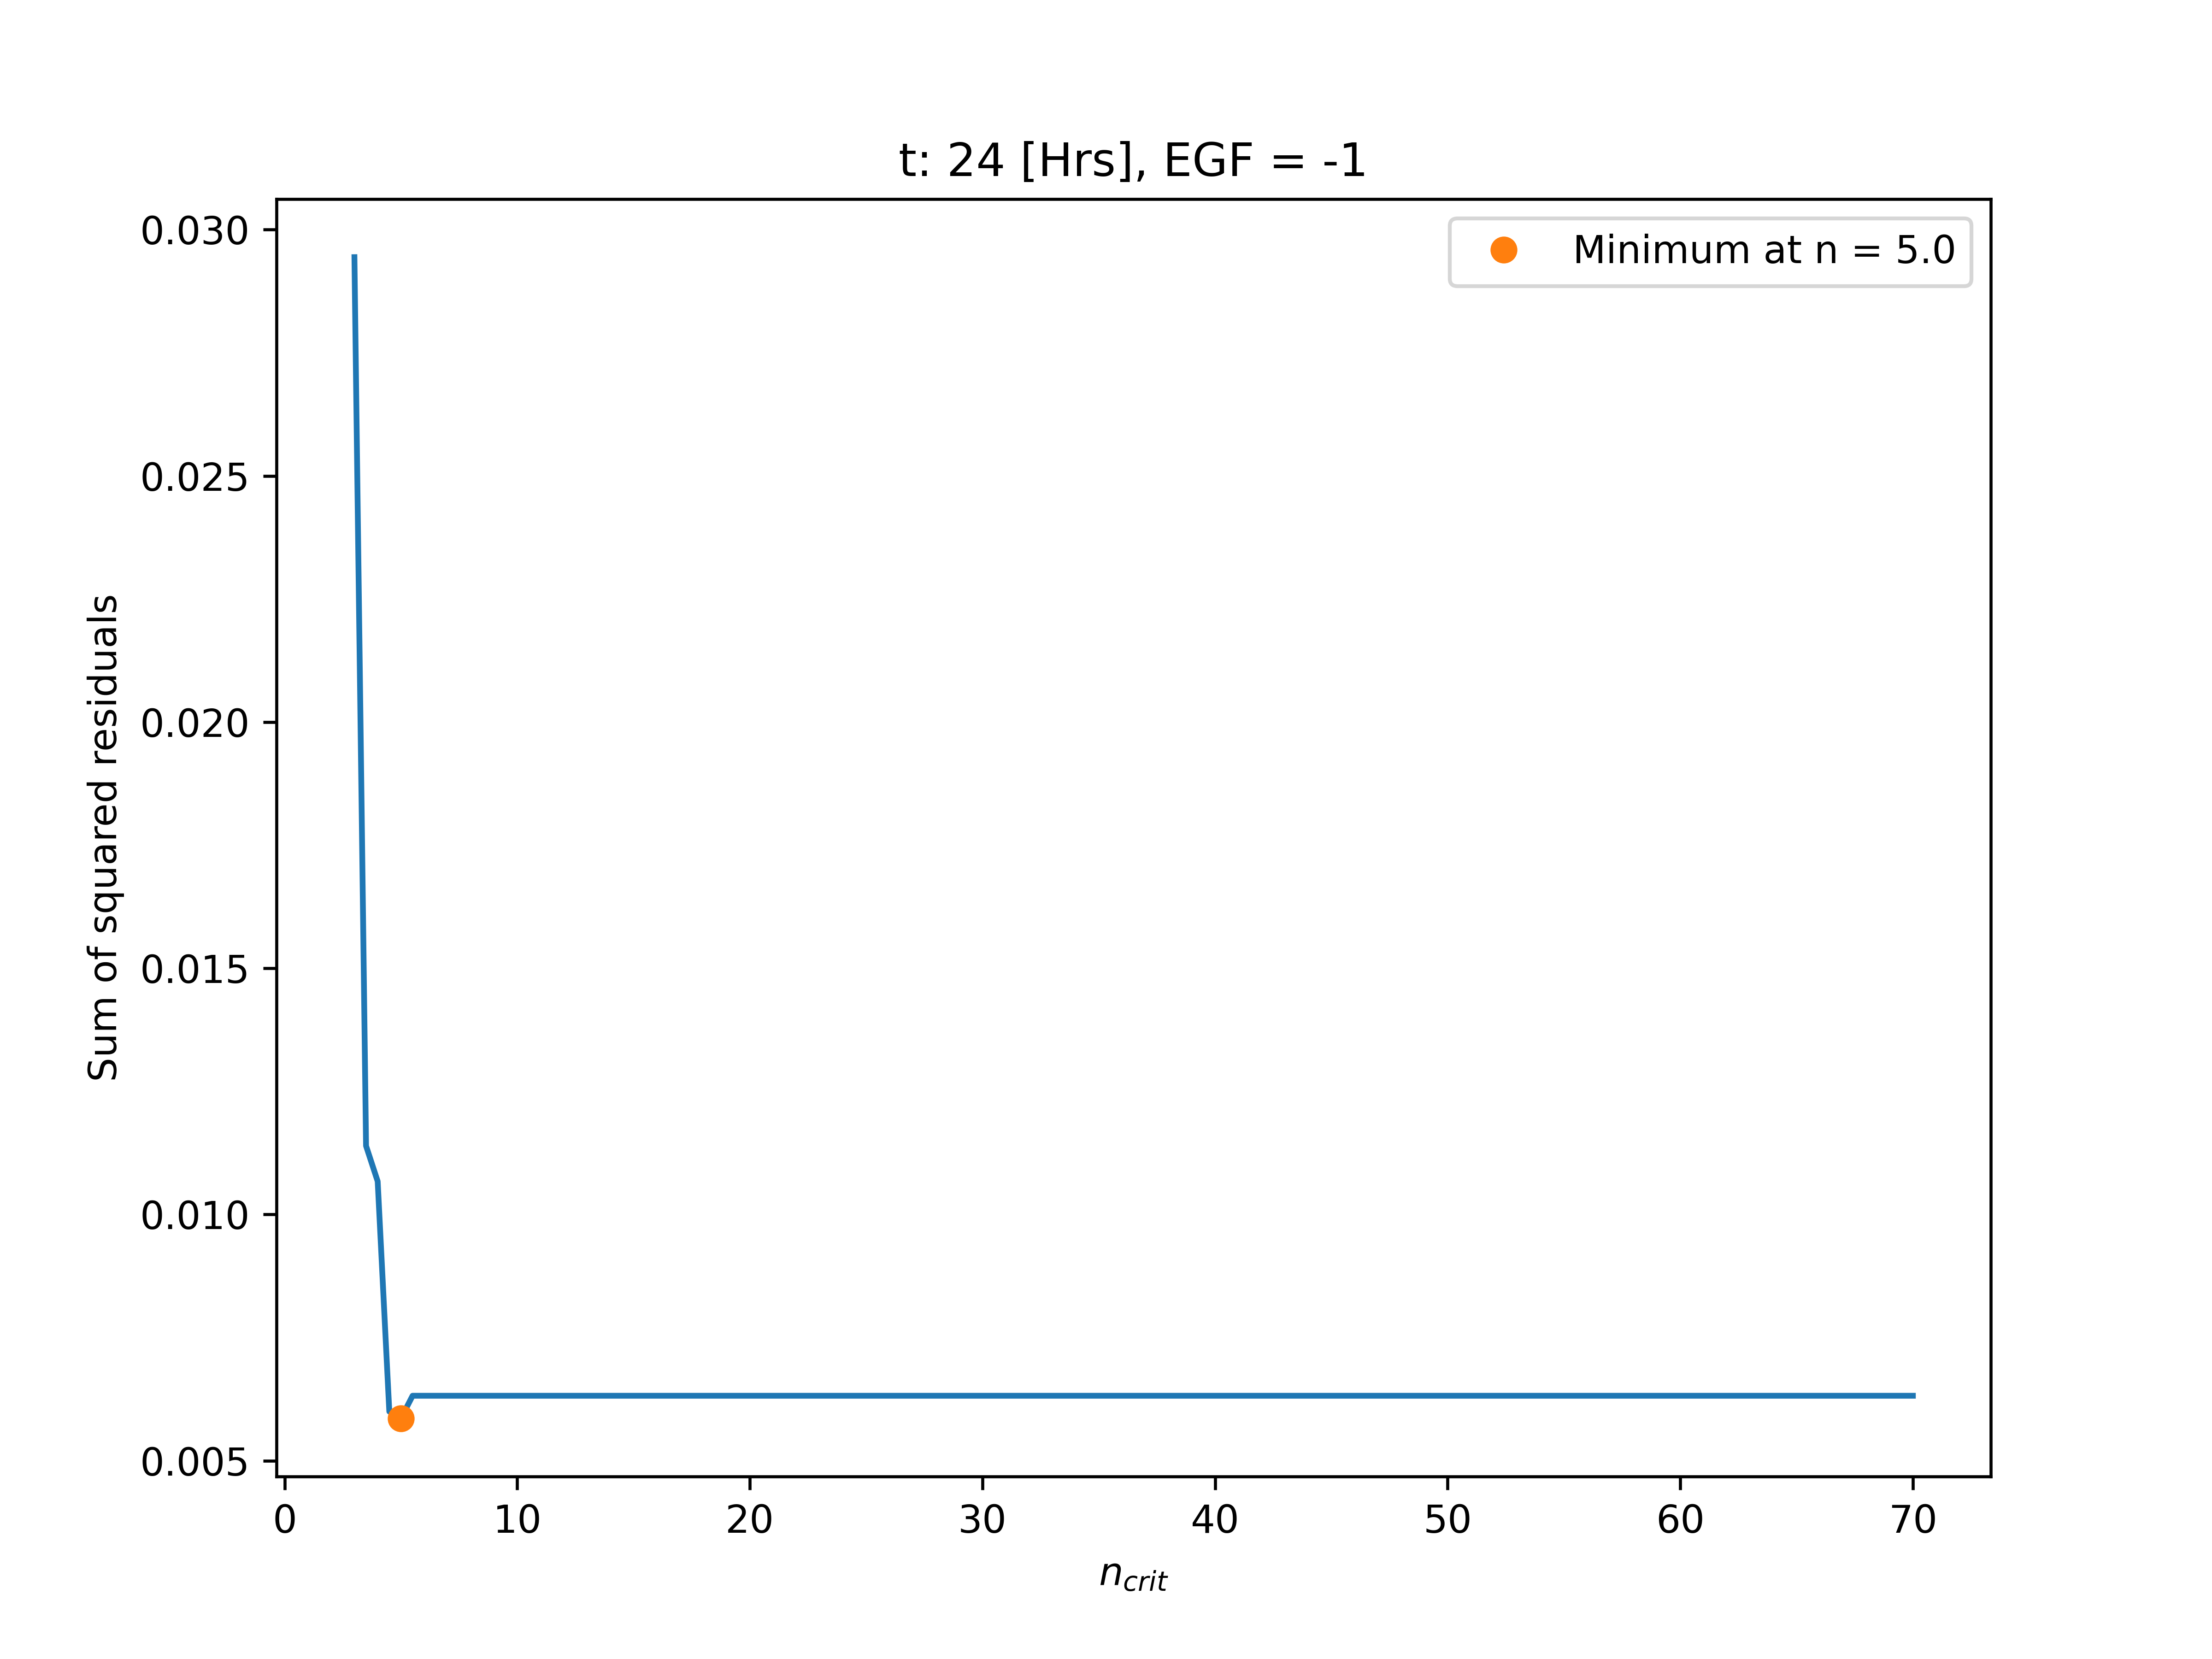 t: 24 [Hrs], EGF = -1
Minimum at n = 5.0
Sum of squared residuals
0.030
0.025
0.020
0.015
0.010
0.005
0 10 20 30 40 50 60 70
n_crit